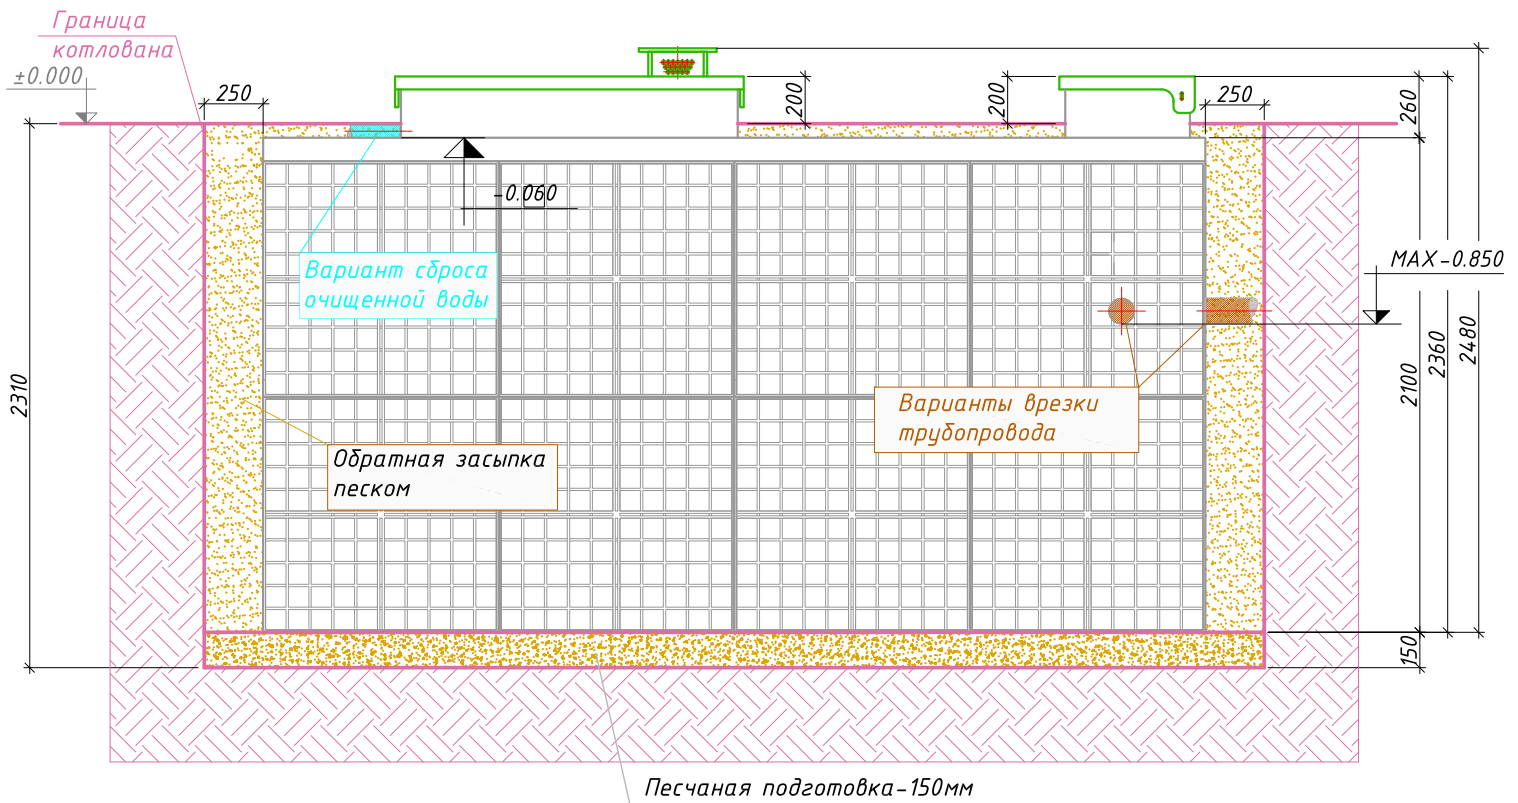 Граница
котлована
±0.000
250
200
200
250
260
-0.060
Вариант сброса
очищенной воды
MAX-0.850
2310
2100
2360
2480
Варианты врезки
трубопровода
Обратная засыпка
песком
150
Песчаная подготовка-150мм